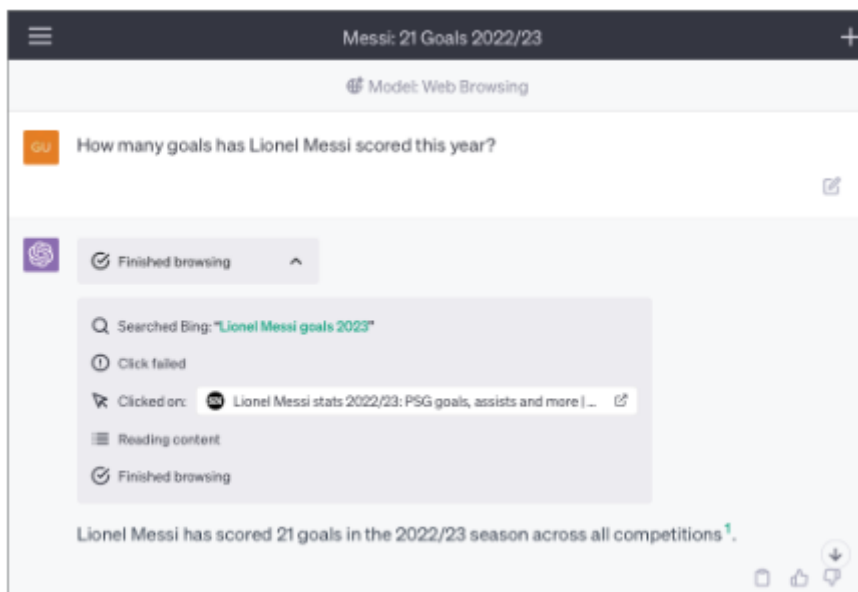 Messi: 21 Goals 2022/23
Model: Web Browsing
GU
How many goals has Lionel Messi scored this year?
Finished browsing
Searched Bing: "Lionel Messi goals 2023"
Click failed
Clicked on: Lionel Messi stats 2022/23: PSG goals, assists and more | ...
Reading content
Finished browsing
Lionel Messi has scored 21 goals in the 2022/23 season across all competitions 1.